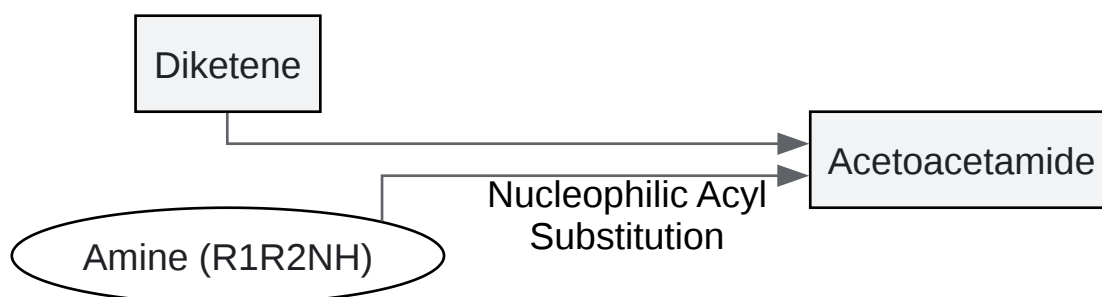 Diketene
Acetoacetamide
Nucleophilic Acyl
Substitution
Amine (R1R2NH)